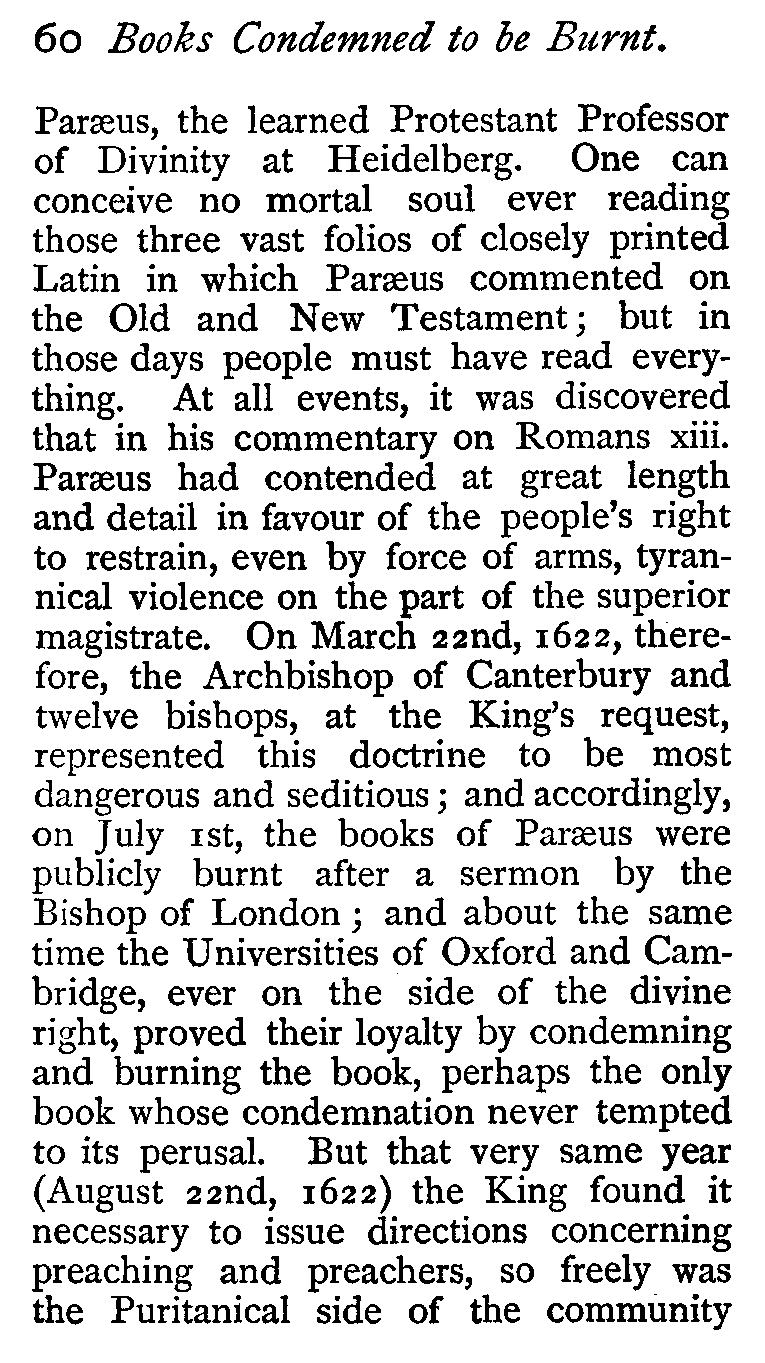 60 Books Condemned to be Burnt.
Paræus, the learned Protestant Professor
of Divinity at Heidelberg. One can
conceive no mortal soul ever reading
those three vast folios of closely printed
Latin in which Paræus commented on
the Old and New Testament; but in
those days people must have read every-
thing. At all events, it was discovered
that in his commentary on Romans xiii.
Paræus had contended at great length
and detail in favour of the people's right
to restrain, even by force of arms, tyran-
nical violence on the part of the superior
magistrate. On March 22nd, 1622, there-
fore, the Archbishop of Canterbury and
twelve bishops, at the King's request,
represented this doctrine to be most
dangerous and seditious; and accordingly,
on July 1st, the books of Paræus were
publicly burnt after a sermon by the
Bishop of London; and about the same
time the Universities of Oxford and Cam-
bridge, ever on the side of the divine
right, proved their loyalty by condemning
and burning the book, perhaps the only
book whose condemnation never tempted
to its perusal. But that very same year
(August 22nd, 1622) the King found it
necessary to issue directions concerning
preaching and preachers, so freely was
the Puritanical side of the community